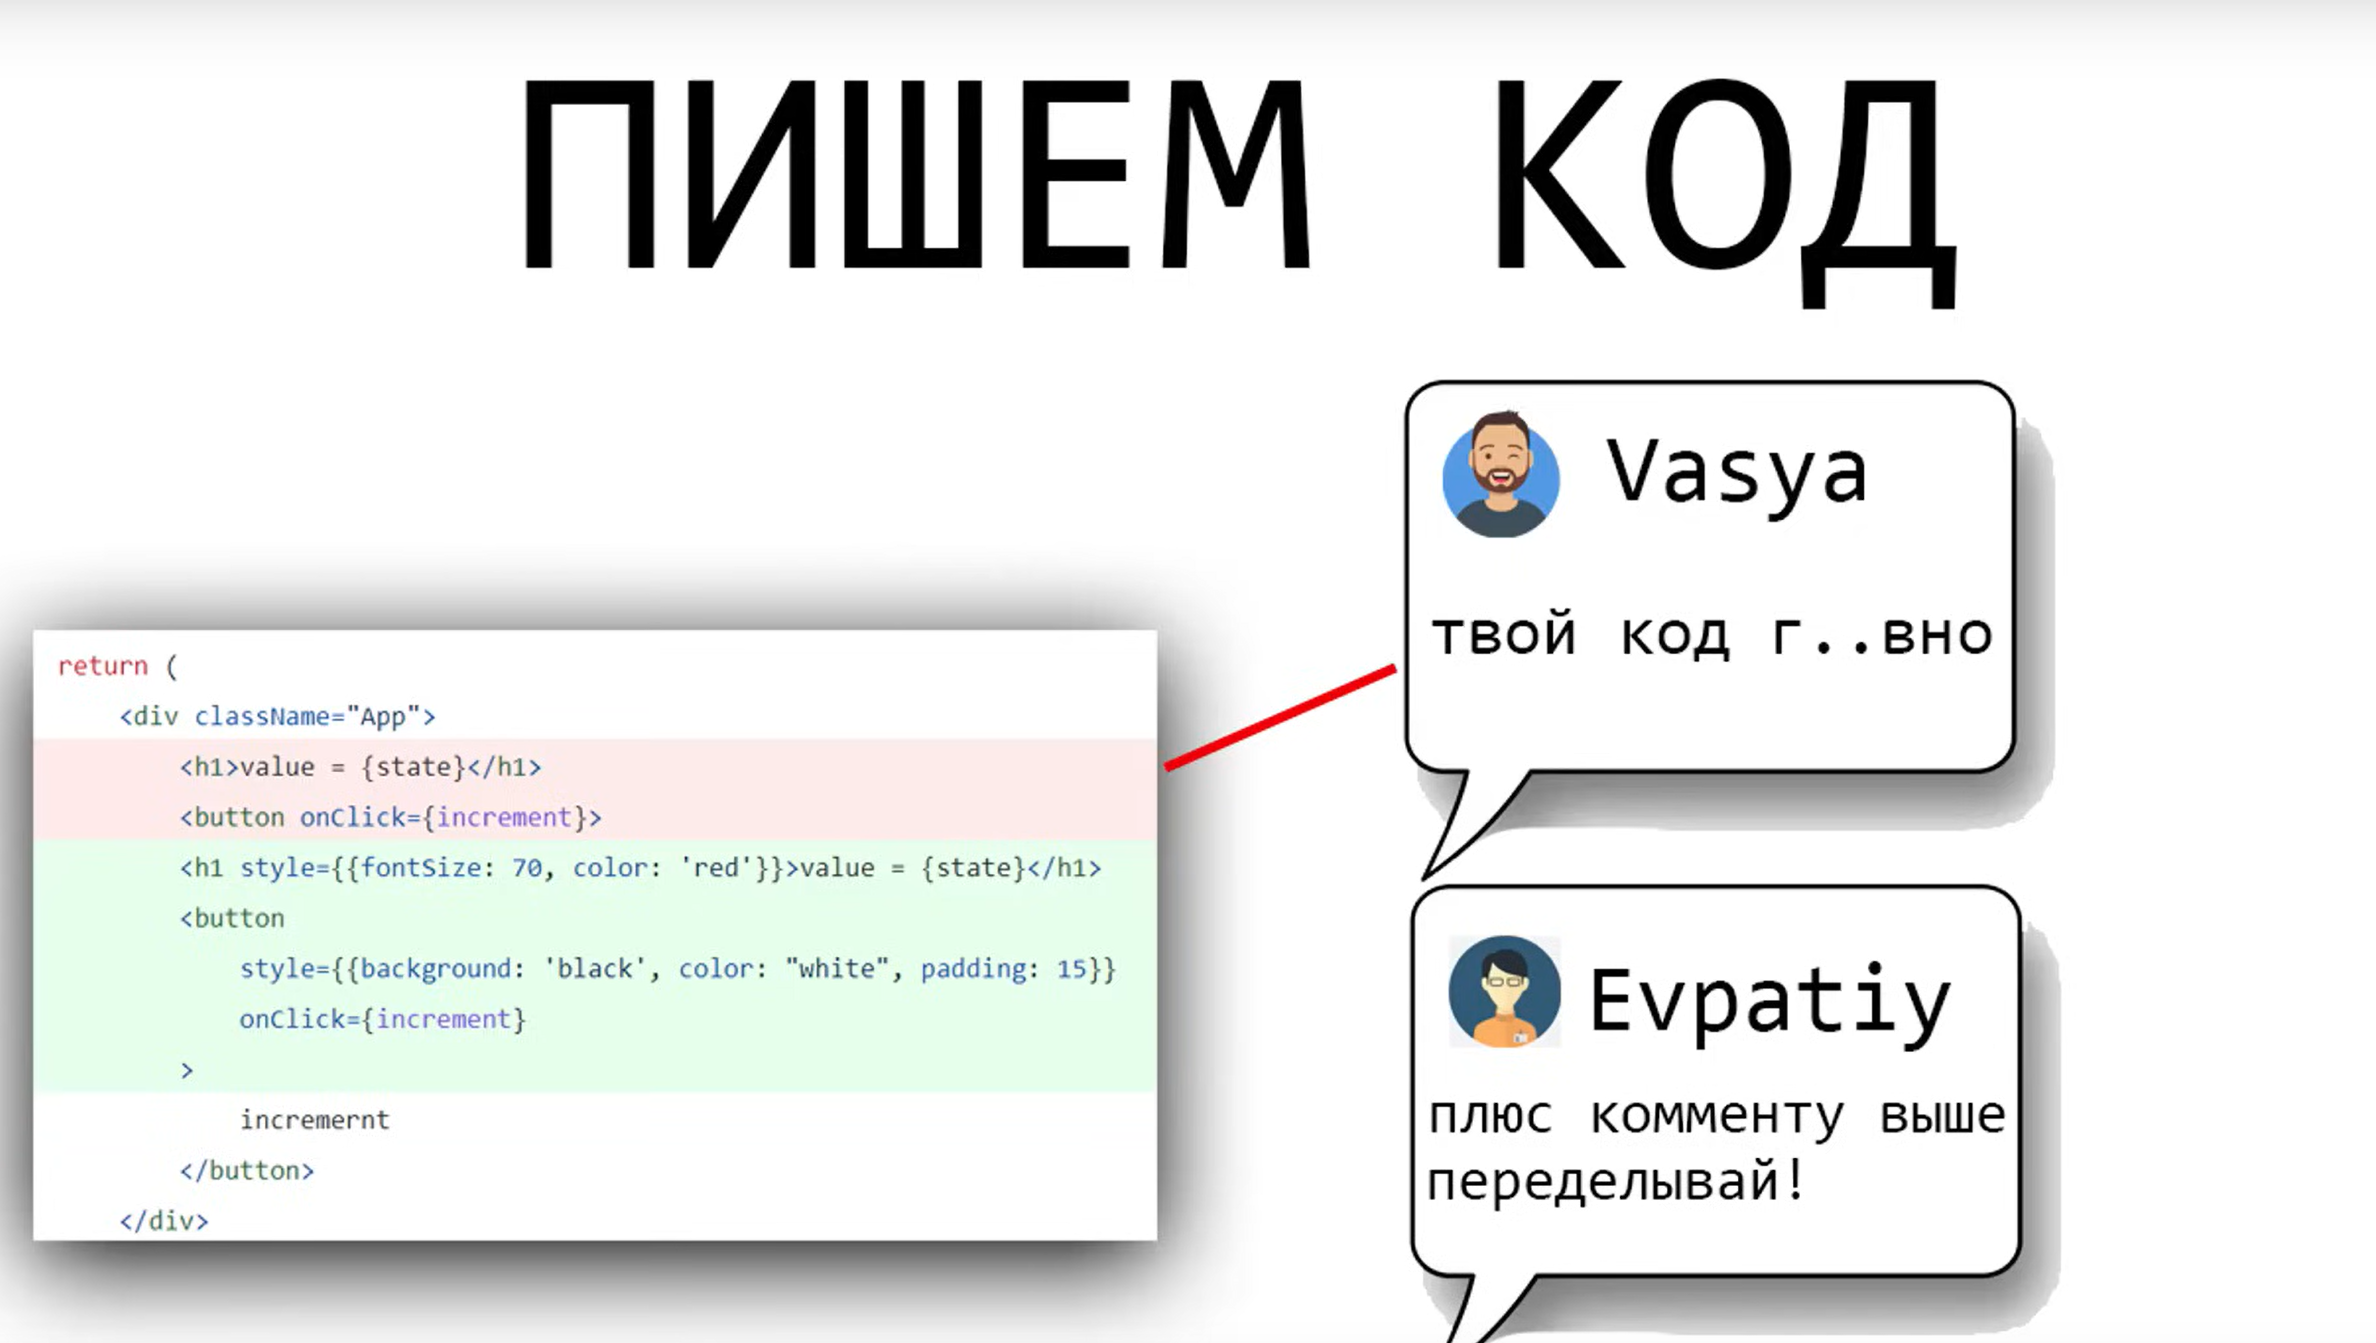 ПИШЕМ КОД
return (
<div className="App">
<h1>value = {state}</h1>
<button onClick={increment}>
<h1 style={{fontSize: 70, color: 'red'}}>value = {state}</h1>
<button
style={{background: 'black', color: "white", padding: 15}}
onClick={increment}
>
incremernt
</button>
</div>
Vasya
твой код г..вно
Evpatiy
плюс комменту выше
переделывай!